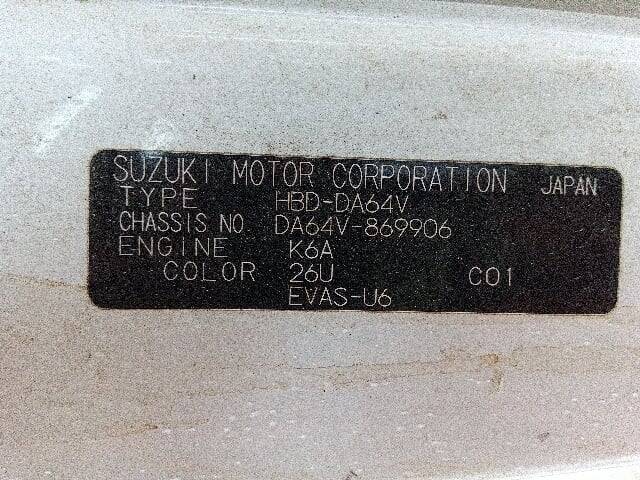 SUZUKI MOTOR CORPORATION JAPAN
TYPE HBD-DA64V
CHASSIS NO. DA64V-869906
ENGINE K6A
COLOR 26U C01
EVAS-U6